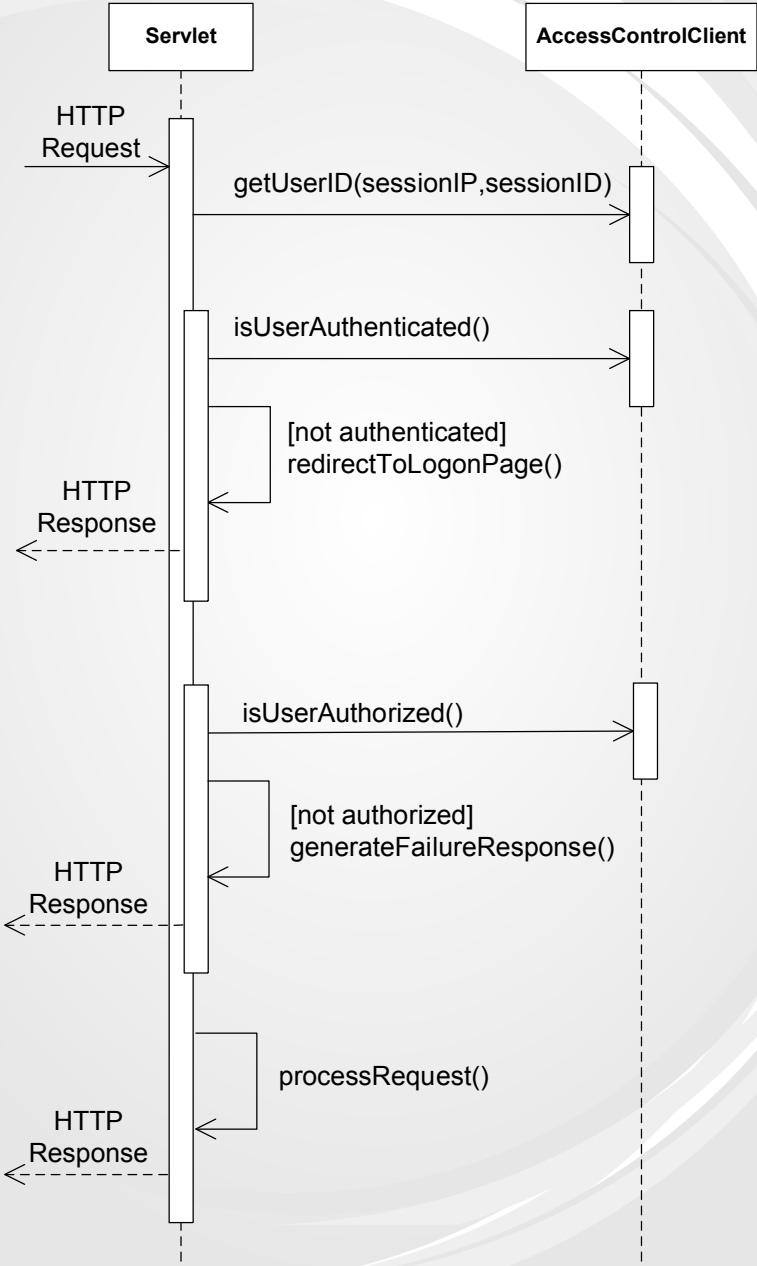 Servlet
AccessControlClient
HTTP
Request
getUserID(sessionIP,sessionID)
isUserAuthenticated()
[not authenticated]
redirectToLogonPage()
HTTP
Response
isUserAuthorized()
[not authorized]
generateFailureResponse()
HTTP
Response
processRequest()
HTTP
Response